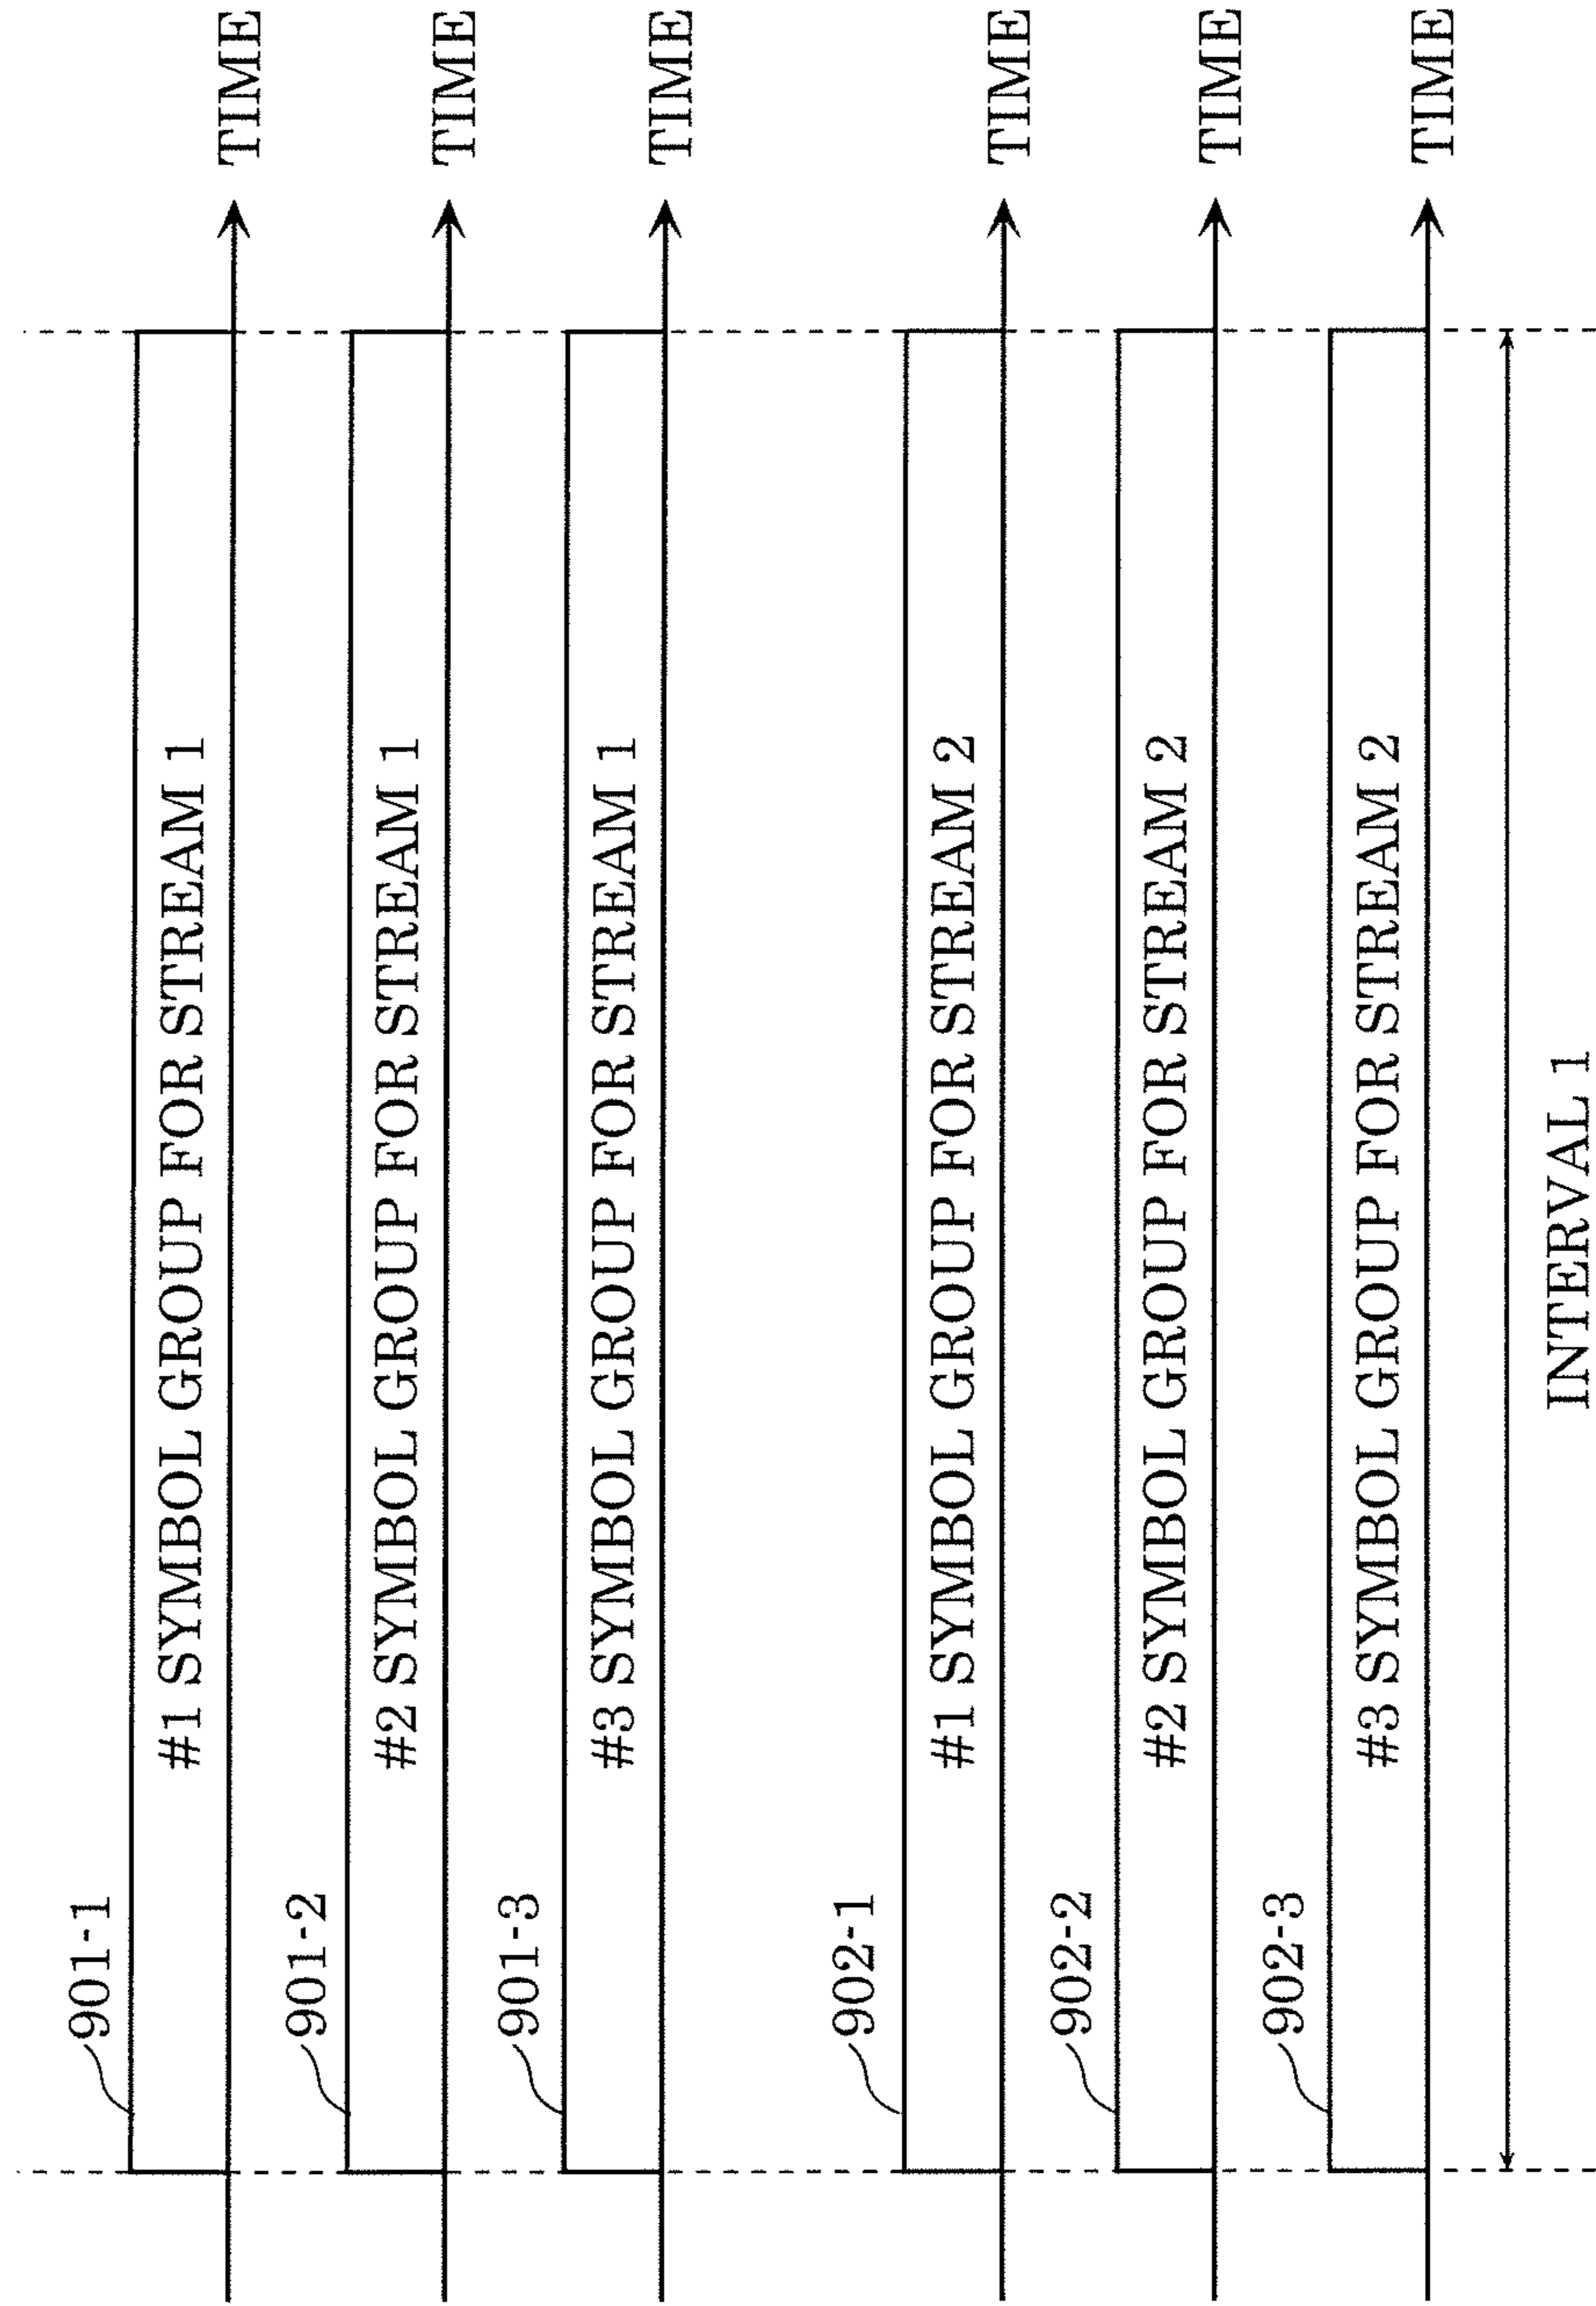 901-1
#1 SYMBOL GROUP FOR STREAM 1
TIME
901-2
#2 SYMBOL GROUP FOR STREAM 1
TIME
901-3
#3 SYMBOL GROUP FOR STREAM 1
TIME
902-1
#1 SYMBOL GROUP FOR STREAM 2
TIME
902-2
#2 SYMBOL GROUP FOR STREAM 2
TIME
902-3
#3 SYMBOL GROUP FOR STREAM 2
TIME
INTERVAL 1